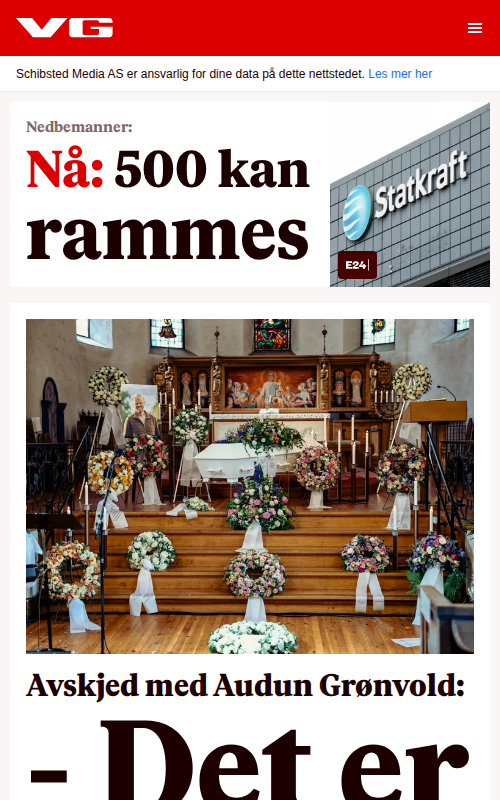 VG
Schibsted Media AS er ansvarlig for dine data på dette nettstedet. Les mer her
Nedbemanner:
Nå: 500 kan
rammes
Statkraft
E24
Avskjed med Audun Grønvold:
- Det er